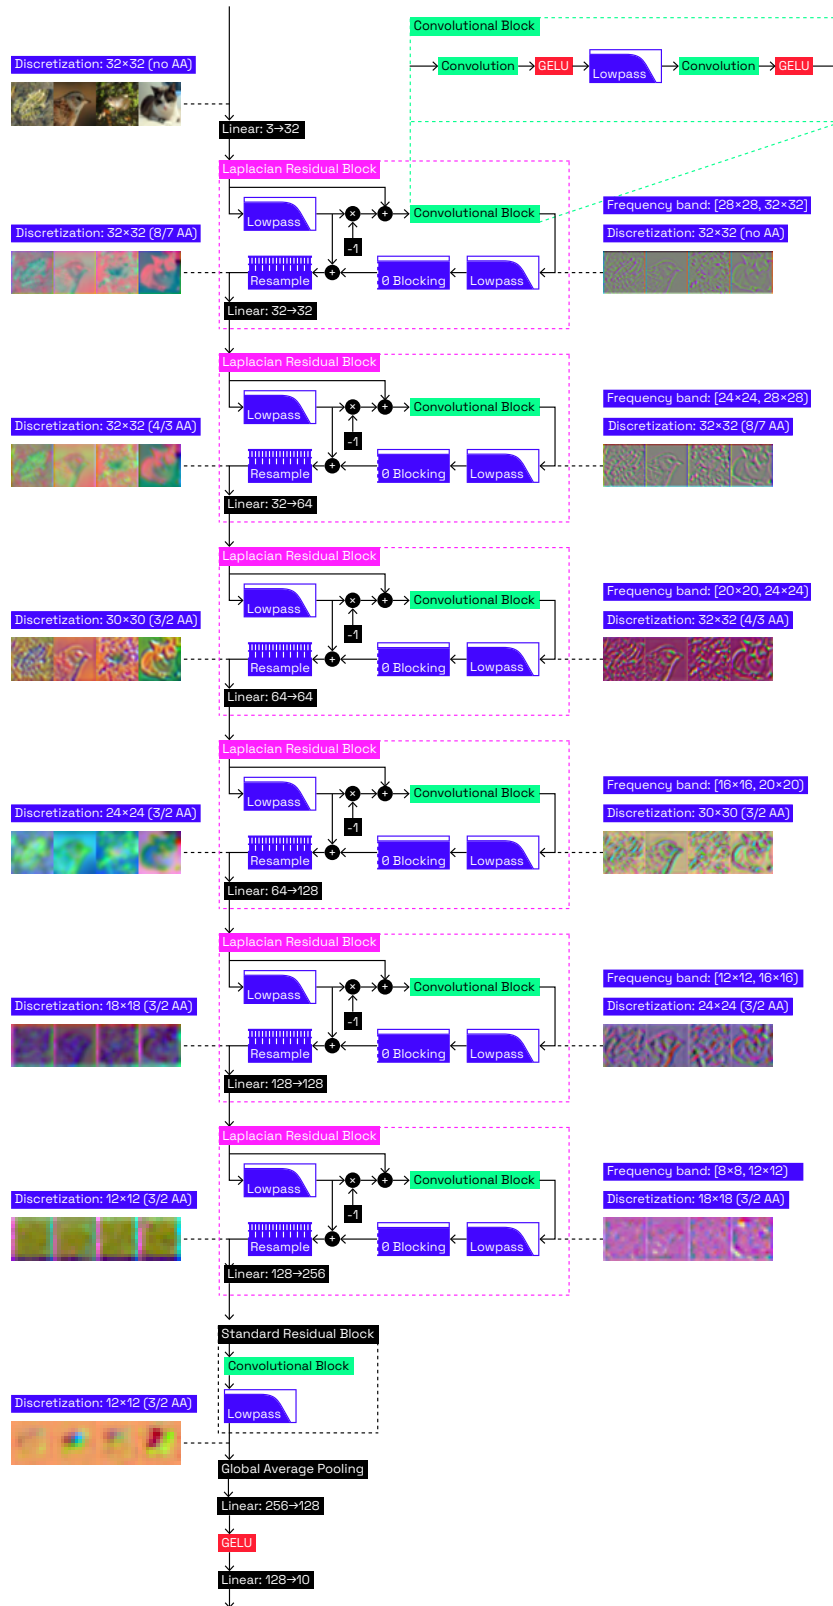 Convolutional Block
Convolution
GELU
Lowpass
Convolution
GELU
Discretization: 32×32 (no AA)
Linear: 3→32
Laplacian Residual Block
Lowpass
×
+
Convolutional Block
-1
Frequency band: [28×28, 32×32]
Discretization: 32×32 (no AA)
Discretization: 32×32 (8/7 AA)
Resample
+
0 Blocking
Lowpass
Linear: 32→32
Laplacian Residual Block
Lowpass
×
+
Convolutional Block
-1
Frequency band: [24×24, 28×28)
Discretization: 32×32 (8/7 AA)
Discretization: 32×32 (4/3 AA)
Resample
+
0 Blocking
Lowpass
Linear: 32→64
Laplacian Residual Block
Lowpass
×
+
Convolutional Block
-1
Frequency band: [20×20, 24×24)
Discretization: 32×32 (4/3 AA)
Discretization: 30×30 (3/2 AA)
Resample
+
0 Blocking
Lowpass
Linear: 64→64
Laplacian Residual Block
Lowpass
×
+
Convolutional Block
-1
Frequency band: [16×16, 20×20)
Discretization: 30×30 (3/2 AA)
Discretization: 24×24 (3/2 AA)
Resample
+
0 Blocking
Lowpass
Linear: 64→128
Laplacian Residual Block
Lowpass
×
+
Convolutional Block
-1
Frequency band: [12×12, 16×16)
Discretization: 24×24 (3/2 AA)
Discretization: 18×18 (3/2 AA)
Resample
+
0 Blocking
Lowpass
Linear: 128→128
Laplacian Residual Block
Lowpass
×
+
Convolutional Block
-1
Frequency band: [8×8, 12×12)
Discretization: 18×18 (3/2 AA)
Discretization: 12×12 (3/2 AA)
Resample
+
0 Blocking
Lowpass
Linear: 128→256
Standard Residual Block
Convolutional Block
Lowpass
Discretization: 12×12 (3/2 AA)
Global Average Pooling
Linear: 256→128
GELU
Linear: 128→10